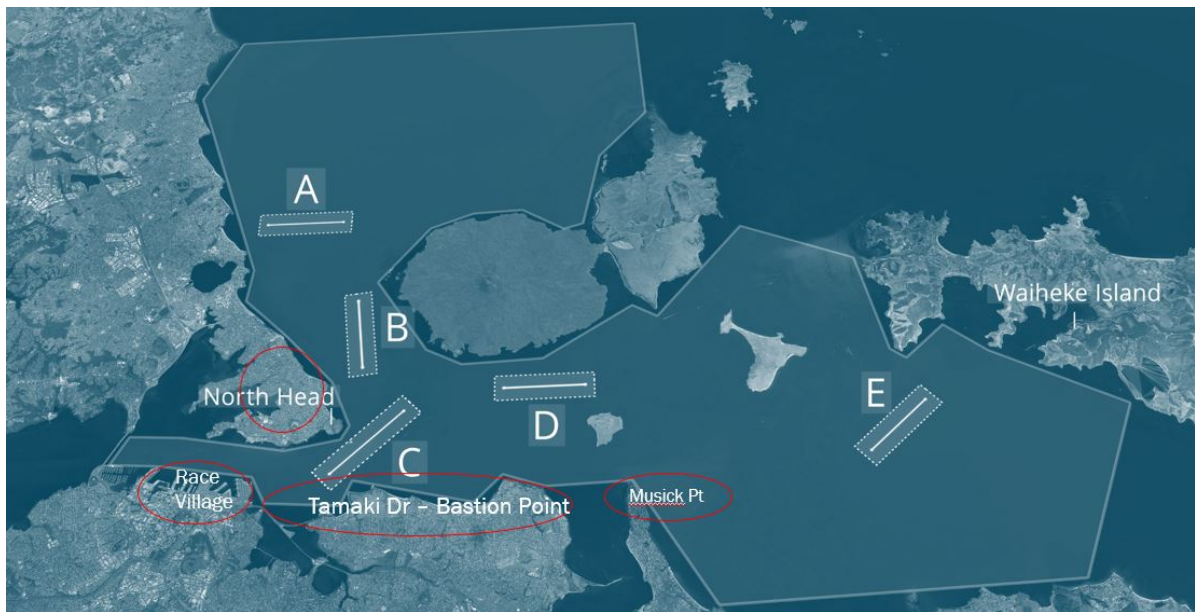 A
B
Waiheke Island
North Head
E
D
C
Race
Village
Tamaki Dr – Bastion Point
Musick Pt